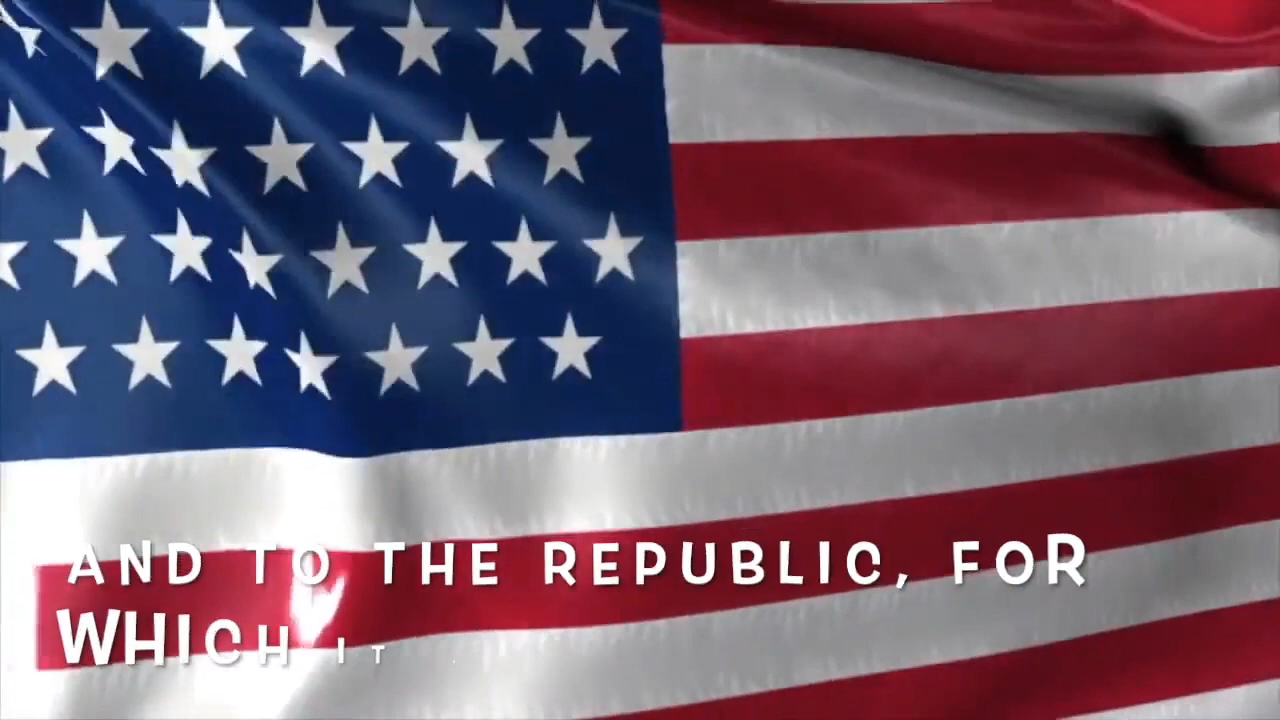 AND TO THE REPUBLIC, FOR
WHICH IT